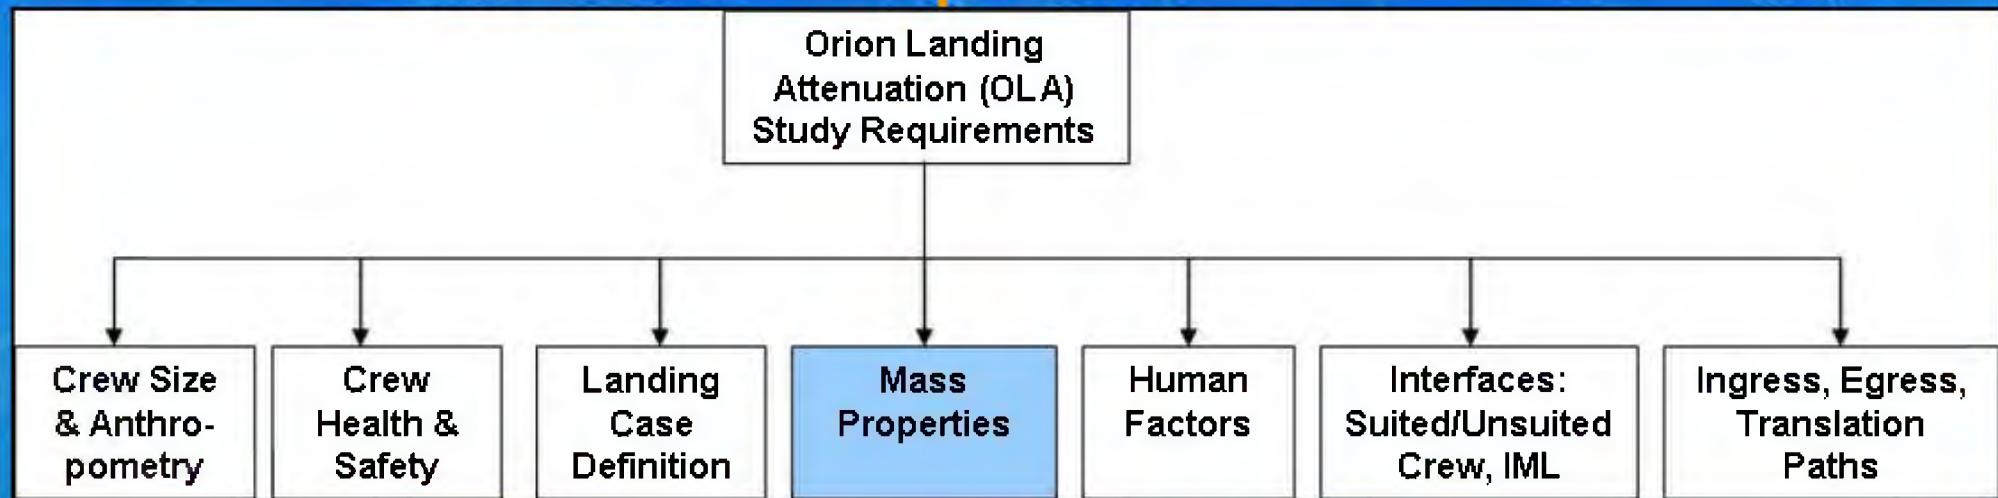 Orion Landing
Attenuation (OLA)
Study Requirements
Crew Size
& Anthro-
pometry
Crew
Health &
Safety
Landing
Case
Definition
Mass
Properties
Human
Factors
Interfaces:
Suited/Unsuited
Crew, IML
Ingress, Egress,
Translation
Paths